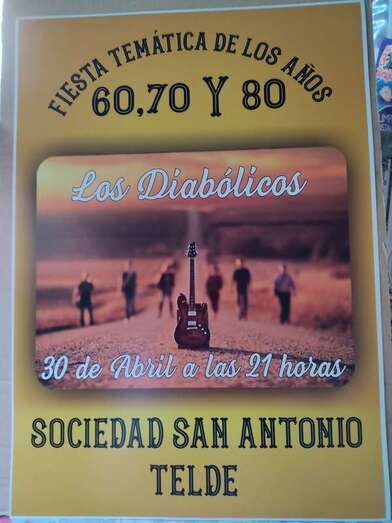 FIESTA TEMÁTICA DE LOS AÑOS
60,70 Y 80
Los Diabólicos
30 de Abril a las 21 horas
SOCIEDAD SAN ANTONIO
TELDE